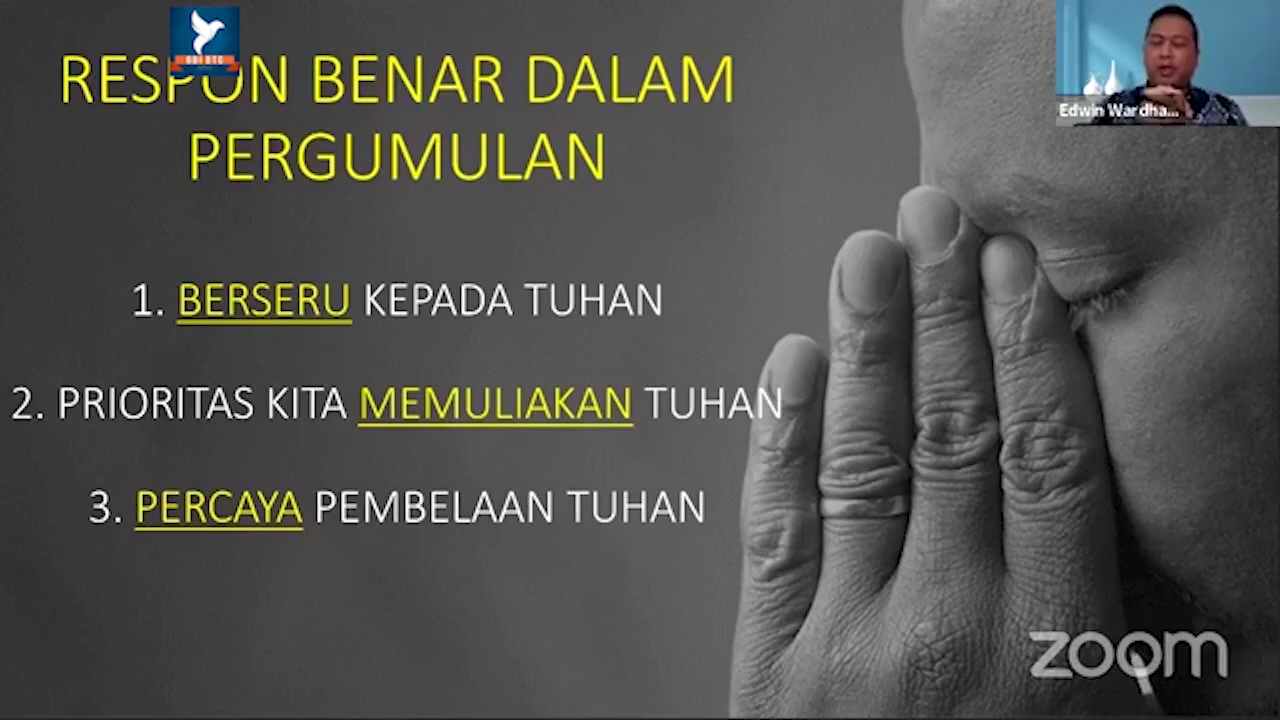 RESPON BENAR DALAM
PERGUMULAN
1. BERSERU KEPADA TUHAN
2. PRIORITAS KITA MEMULIAKAN TUHAN
3. PERCAYA PEMBELAAN TUHAN
Edwin Wardha...
zoom